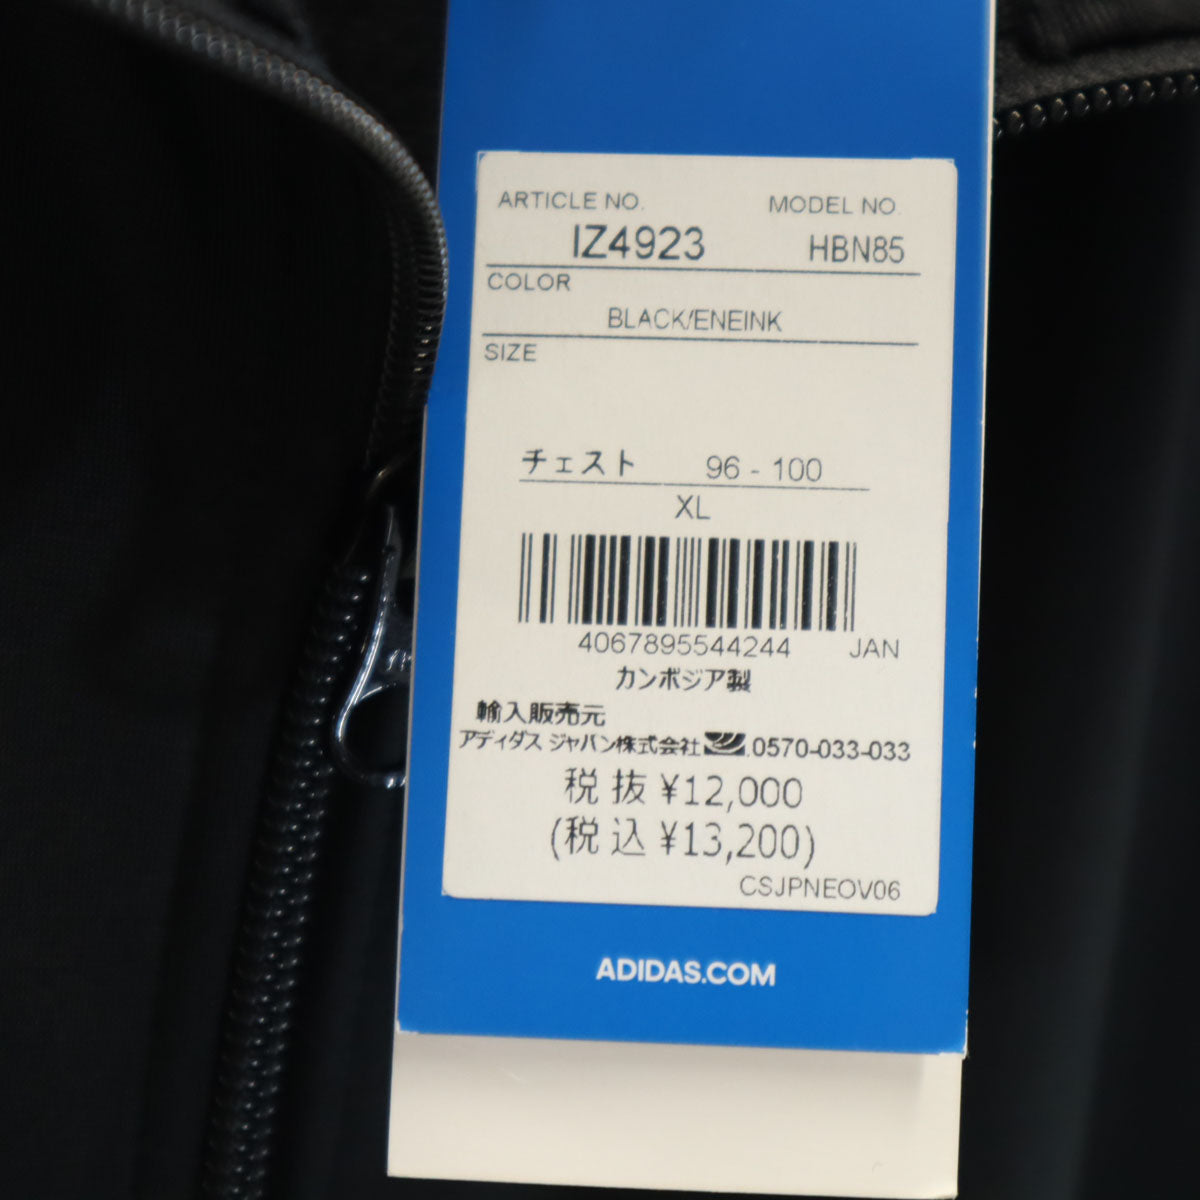 ARTICLE NO. MODEL NO.
IZ4923 HBN85
COLOR
BLACK/ENEINK
SIZE
チェスト 96 - 100
XL
4067895544244 JAN
カンボジア製
輸入販売元
アディダス ジャパン株式会社 0570-033-033
税 抜 ¥12,000
(税 込 ¥13,200)
CSJPNEOV06
ADIDAS.COM